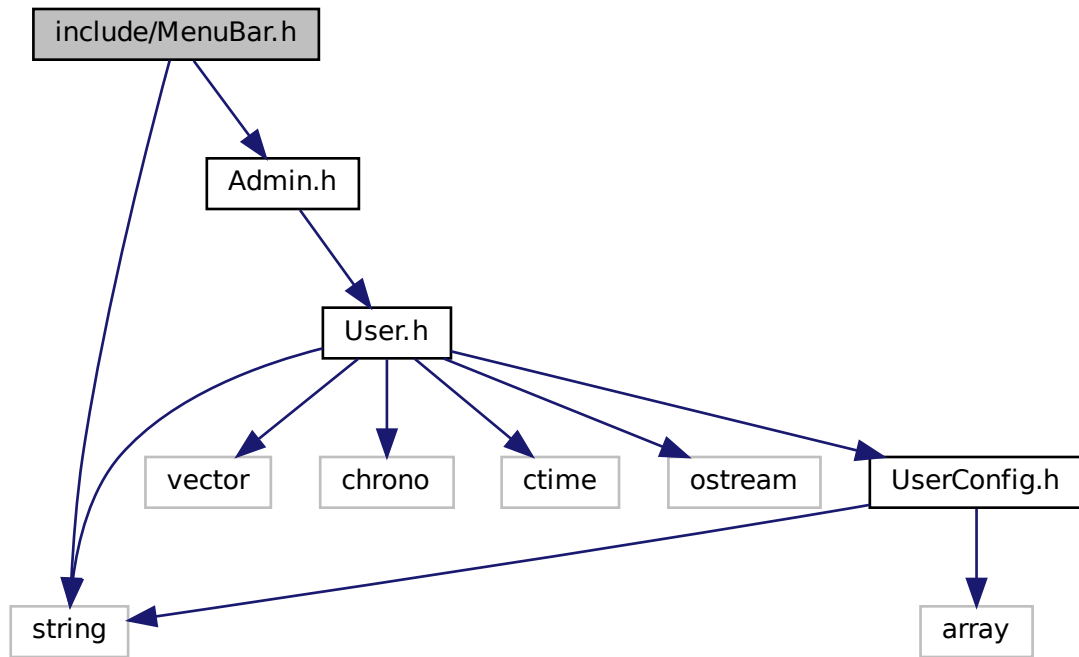 include/MenuBar.h
Admin.h
User.h
vector
chrono
ctime
ostream
UserConfig.h
string
array